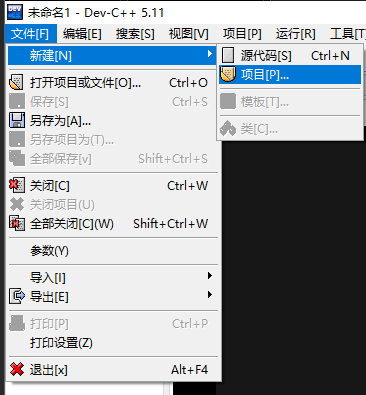 未命名1 - Dev-C++ 5.11
文件[F] 编辑[E] 搜索[S] 视图[V] 项目[P] 运行[R] 工具[T]
新建[N]
源代码[S] Ctrl+N
项目[P]...
模板[T]...
类[C]...
打开项目或文件[O]... Ctrl+O
保存[S] Ctrl+S
另存为[A]...
另存项目为(T)...
全部保存[v] Shift+Ctrl+S
关闭[C] Ctrl+W
关闭项目(U)
全部关闭[C](W) Shift+Ctrl+W
参数(Y)
导入[I]
导出[E]
打印[P] Ctrl+P
打印设置(Z)
退出[x] Alt+F4